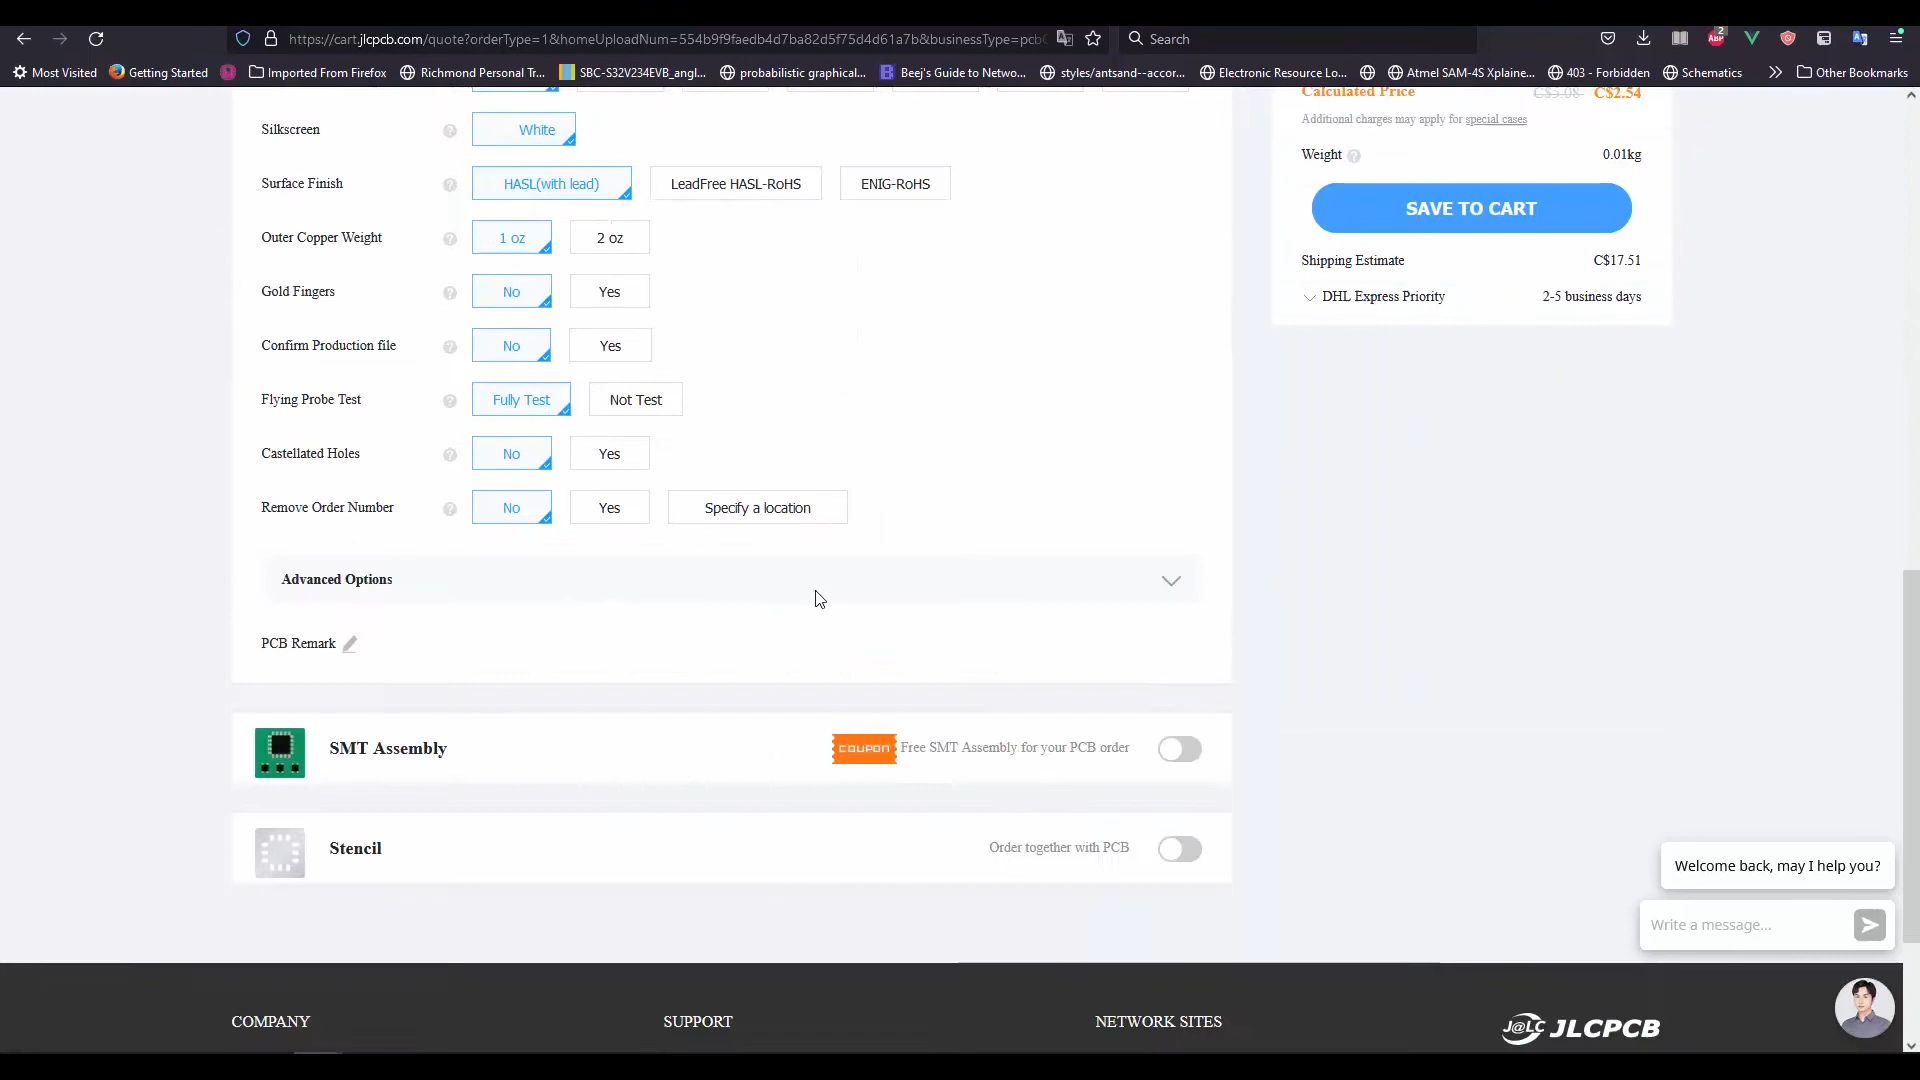 https://cart.jlcpcb.com/quote?orderType=1&homeUploadNum=554b9f9faedb4d7ba82d5f75d4d61a7b&businessType=pcb
Search
2
Most Visited
Getting Started
Imported From Firefox
Richmond Personal Tr...
SBC-S32V234EVB_angl...
probabilistic graphical...
Beej's Guide to Netwo...
styles/antsand--accor...
Electronic Resource Lo...
Atmel SAM-4S Xplaine...
403 - Forbidden
Schematics
Other Bookmarks
Calculated Price C$5.08 C$2.54
Additional charges may apply for special cases
Weight 0.01kg
SAVE TO CART
Shipping Estimate C$17.51
DHL Express Priority 2-5 business days
Silkscreen White
Surface Finish HASL(with lead) LeadFree HASL-RoHS ENIG-RoHS
Outer Copper Weight 1 oz 2 oz
Gold Fingers No Yes
Confirm Production file No Yes
Flying Probe Test Fully Test Not Test
Castellated Holes No Yes
Remove Order Number No Yes Specify a location
Advanced Options
PCB Remark
SMT Assembly COUPON Free SMT Assembly for your PCB order
Stencil Order together with PCB
Welcome back, may I help you?
Write a message...
COMPANY SUPPORT NETWORK SITES J@LC JLCPCB